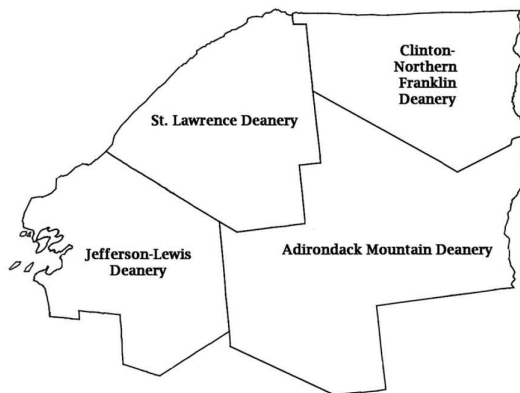 Clinton-
Northern
Franklin
Deanery
St. Lawrence Deanery
Jefferson-Lewis
Deanery
Adirondack Mountain Deanery